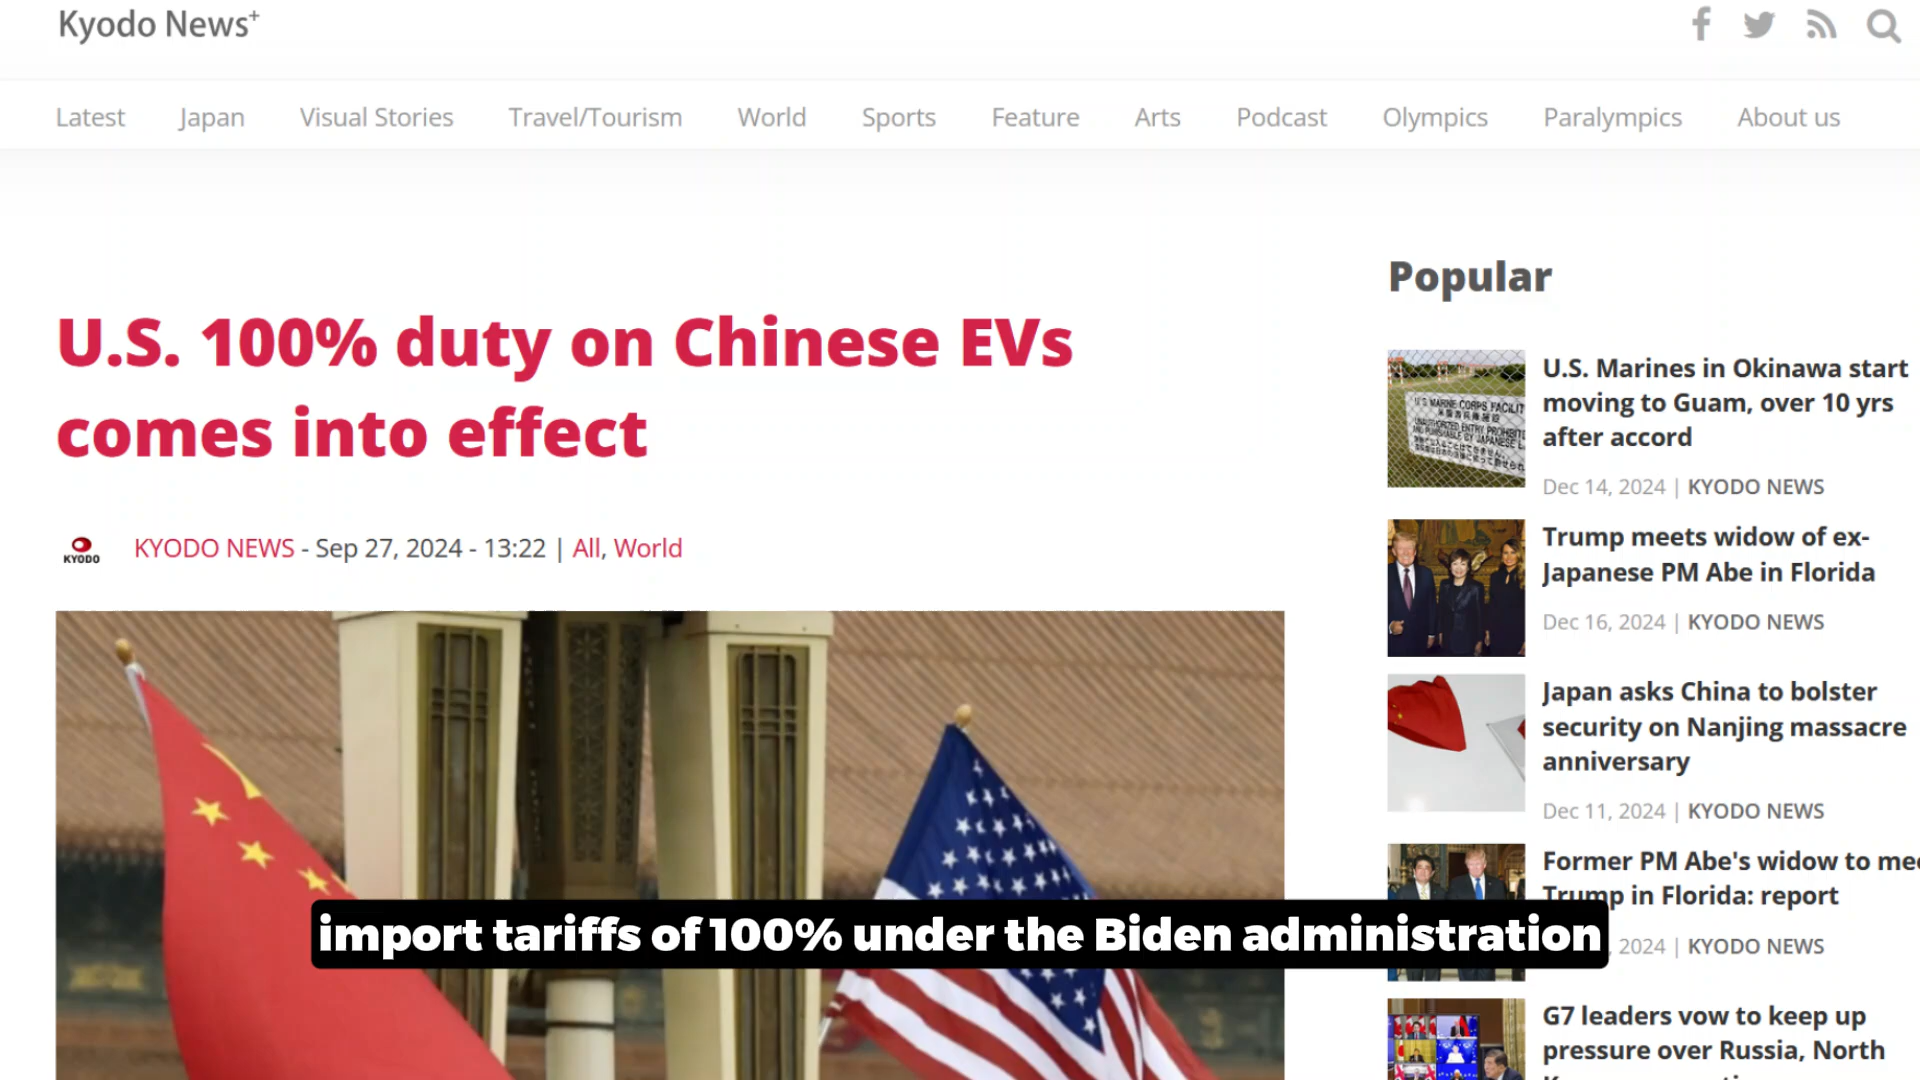 Kyodo News+
Latest
Japan
Visual Stories
Travel/Tourism
World
Sports
Feature
Arts
Podcast
Olympics
Paralympics
About us
U.S. 100% duty on Chinese EVs
comes into effect
KYODO
KYODO NEWS - Sep 27, 2024 - 13:22 | All, World
import tariffs of 100% under the Biden administration
Popular
U.S. Marines in Okinawa start
moving to Guam, over 10 yrs
after accord
Dec 14, 2024 | KYODO NEWS
Trump meets widow of ex-
Japanese PM Abe in Florida
Dec 16, 2024 | KYODO NEWS
Japan asks China to bolster
security on Nanjing massacre
anniversary
Dec 11, 2024 | KYODO NEWS
Former PM Abe's widow to
Trump in Florida: report
2024 | KYODO NEWS
G7 leaders vow to keep up
pressure over Russia, North